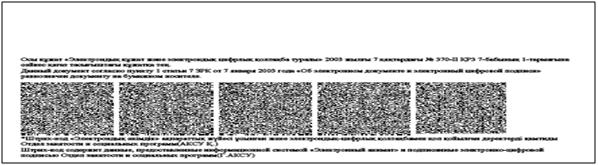 Осы құжат «Электрондық құжат және электрондық цифрлық қолтаңба туралы» 2003 жылғы 7 қаңтардағы № 370-II ҚРЗ 7-бабының 1-тармағына
сәйкес қағаз тасығыштағы құжатқа тең.
Данный документ согласно пункту 1 статьи 7 ЗРК от 7 января 2003 года «Об электронном документе и электронной цифровой подписи»
равнозначен документу на бумажном носителе.
*Штрих-код «Электрондық әкімдік» ақпараттық жүйесі ұсынған және электрондық-цифрлық қолтаңбамен қол қойылған деректерді қамтиды
Отдел занятости и социальных программ(АКСУ Қ.)
Штрих-код содержит данные, предоставленные информационной системой «Электронный акимат» и подписанные электронно-цифровой
подписью Отдел занятости и социальных программ(Г.АКСУ)